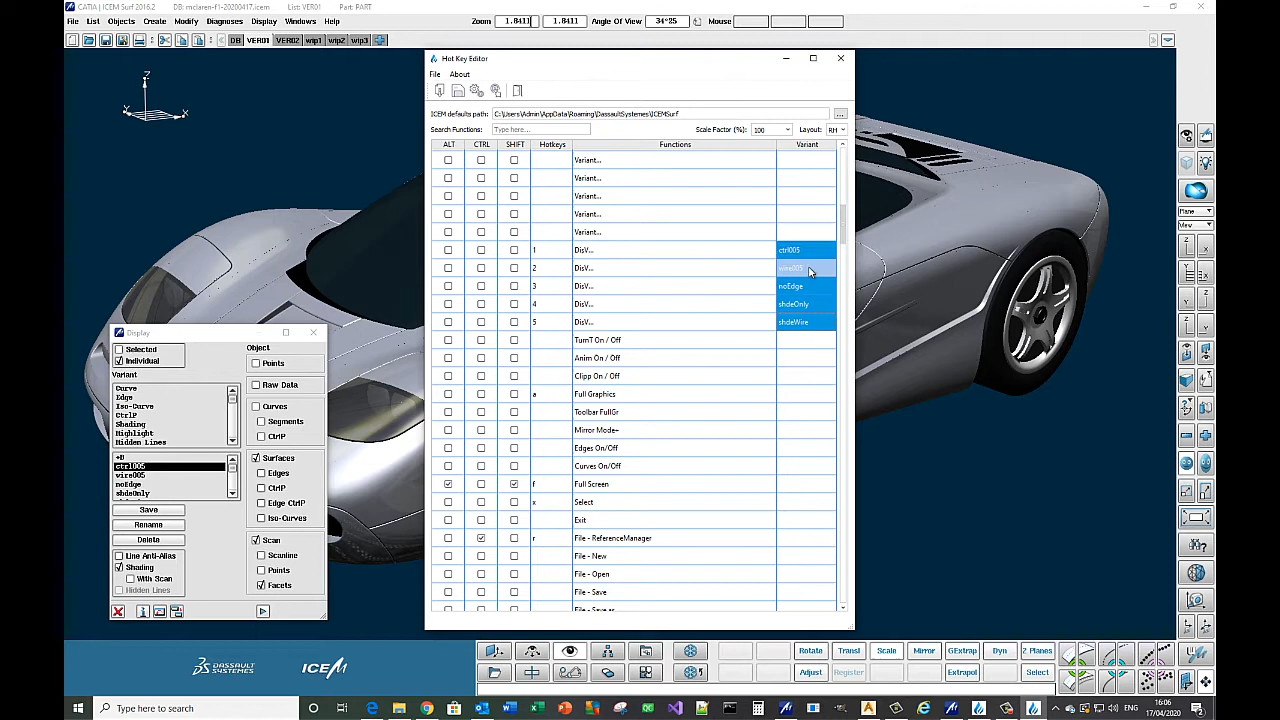 CATIA | ICEM Surf 2016.2 DB: mclaren-f1-20200417.icem List: VER01 Part: PART
File List Objects Create Modify Diagnoses Display Windows Help Zoom 1.8411 1.8411 Angle Of View 34°25 Mouse
DB VER01 VER02 wip1 wip2 wip3
Z
Y X
Hot Key Editor
File About
ICEM defaults path: C:\Users\Admin\AppData\Roaming\DassaultSystemes\ICEMSurf ...
Search Functions: Type here... Scale Factor (%): 100 Layout: RH
ALT CTRL SHIFT Hotkeys Functions Variant
Variant...
Variant...
Variant...
Variant...
Variant...
1 DisV... ctrl005
2 DisV... wire005
3 DisV... noEdge
4 DisV... shdeOnly
5 DisV... shdeWire
TurnT On / Off
Anim On / Off
Clipp On / Off
a Full Graphics
Toolbar FullGr
Mirror Mode+
Edges On/Off
Curves On/Off
f Full Screen
x Select
Exit
r File - ReferenceManager
File - New
File - Open
File - Save
File - Save as
Display
Selected
Individual
Variant
Curve
Edge
Iso-Curve
CtrlP
Shading
Highlight
Hidden Lines
+D
ctrl005
wire005
noEdge
shdeOnly
Save
Rename
Delete
Line Anti-Alias
Shading
With Scan
Hidden Lines
Object
Points
Raw Data
Curves
Segments
CtrlP
Surfaces
Edges
CtrlP
Edge CtrlP
Iso-Curves
Scan
Scanline
Points
Facets
Plane
View
DASSAULT SYSTEMES ICEM
Rotate Transl Scale Mirror GExtrap Dyn 2 Planes
Adjust Register Extrapol Select
Type here to search
16:06
17/04/2020